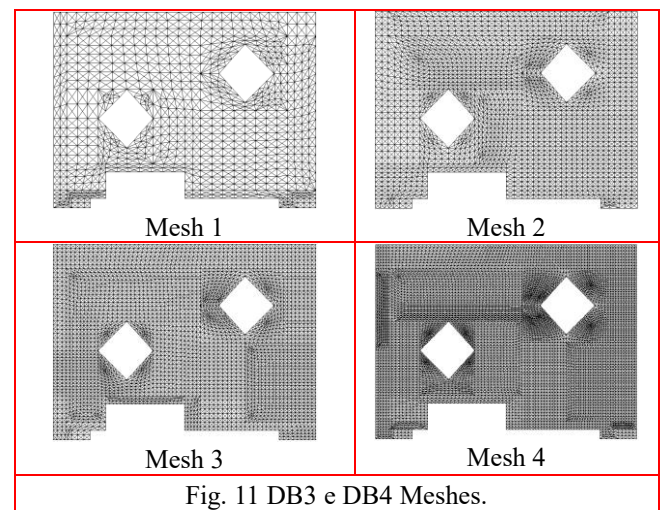 Mesh 1
Mesh 2
Mesh 3
Mesh 4
Fig. 11 DB3 e DB4 Meshes.